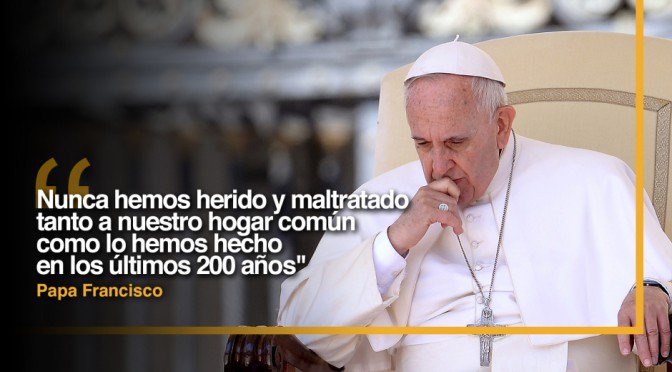 “
Nunca hemos herido y maltratado
tanto a nuestro hogar común
como lo hemos hecho
en los últimos 200 años"
Papa Francisco